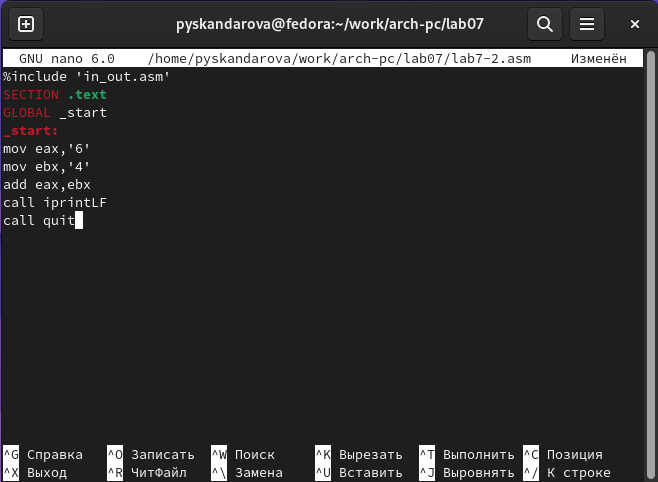 pyskandarova@fedora:~/work/arch-pc/lab07
GNU nano 6.0 /home/pyskandarova/work/arch-pc/lab07/lab7-2.asm Изменён
%include 'in_out.asm'
SECTION .text
GLOBAL _start
_start:
mov eax,'6'
mov ebx,'4'
add eax,ebx
call iprintLF
call quit
^G Справка ^O Записать ^W Поиск ^K Вырезать ^T Выполнить ^C Позиция
^X Выход ^R ЧитФайл ^\ Замена ^U Вставить ^J Выровнять ^/ К строке